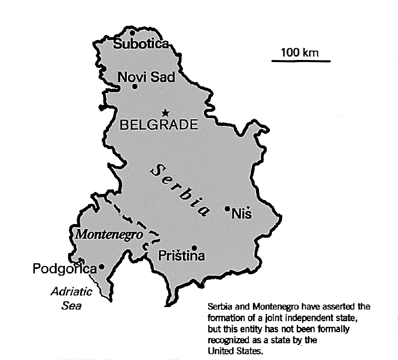 Subotica
100 km
Novi Sad
BELGRADE
Serbia
Niš
Montenegro
Priština
Podgorica
Adriatic
Sea
Serbia and Montenegro have asserted the
formation of a joint independent state,
but this entity has not been formally
recognized as a state by the
United States.